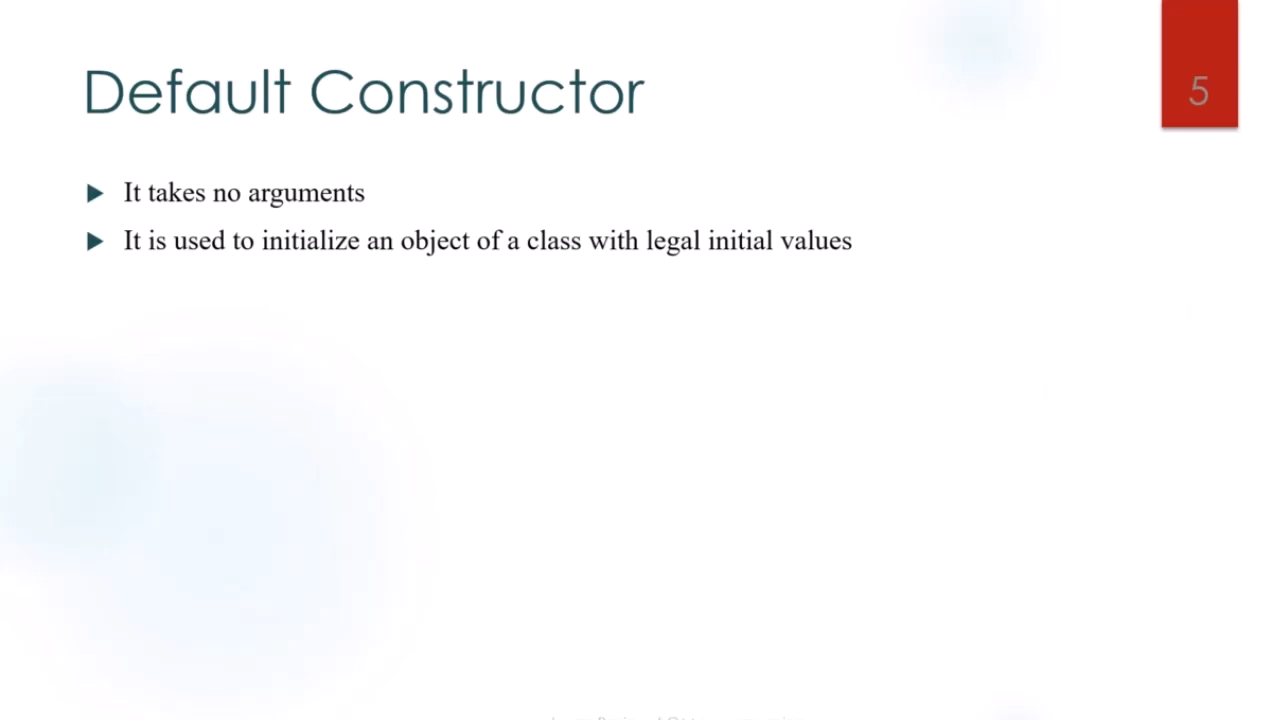 Default Constructor
5
It takes no arguments
It is used to initialize an object of a class with legal initial values